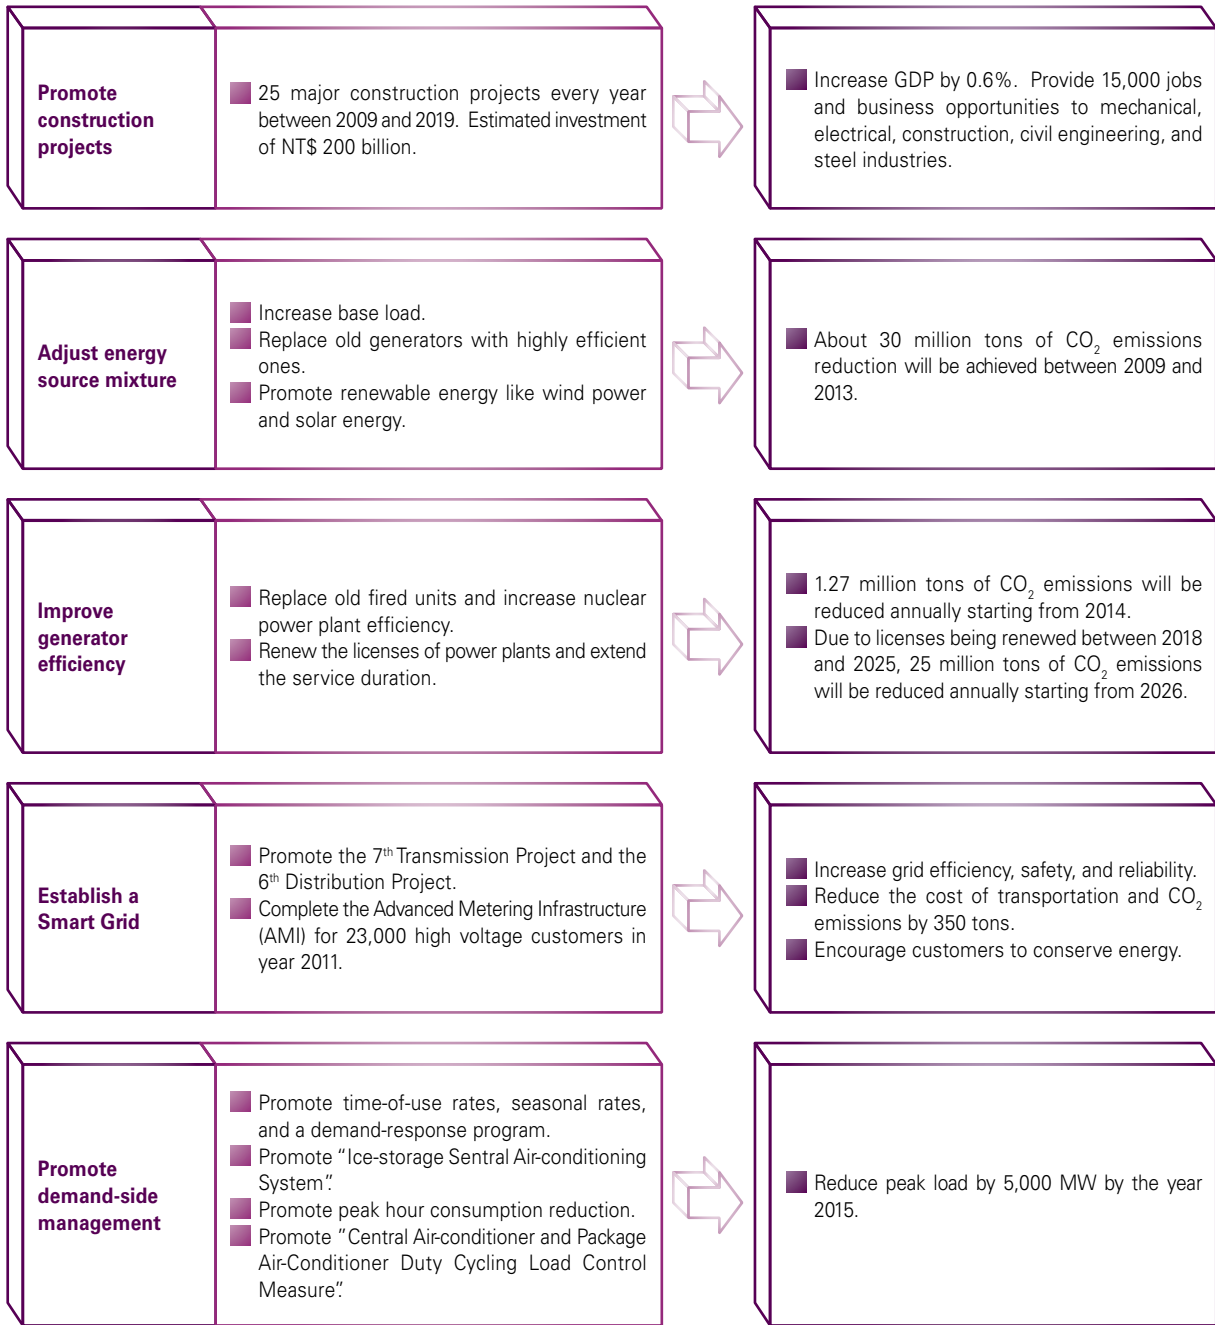 Promote
construction
projects
25 major construction projects every year
between 2009 and 2019. Estimated investment
of NT$ 200 billion.
Increase GDP by 0.6%. Provide 15,000 jobs
and business opportunities to mechanical,
electrical, construction, civil engineering, and
steel industries.
Adjust energy
source mixture
Increase base load.
Replace old generators with highly efficient
ones.
Promote renewable energy like wind power
and solar energy.
About 30 million tons of CO₂ emissions
reduction will be achieved between 2009 and
2013.
Improve
generator
efficiency
Replace old fired units and increase nuclear
power plant efficiency.
Renew the licenses of power plants and extend
the service duration.
1.27 million tons of CO₂ emissions will be
reduced annually starting from 2014.
Due to licenses being renewed between 2018
and 2025, 25 million tons of CO₂ emissions
will be reduced annually starting from 2026.
Establish a
Smart Grid
Promote the 7th Transmission Project and the
6th Distribution Project.
Complete the Advanced Metering Infrastructure
(AMI) for 23,000 high voltage customers in
year 2011.
Increase grid efficiency, safety, and reliability.
Reduce the cost of transportation and CO₂
emissions by 350 tons.
Encourage customers to conserve energy.
Promote
demand-side
management
Promote time-of-use rates, seasonal rates,
and a demand-response program.
Promote “Ice-storage Sentral Air-conditioning
System”.
Promote peak hour consumption reduction.
Promote “Central Air-conditioner and Package
Air-Conditioner Duty Cycling Load Control
Measure”.
Reduce peak load by 5,000 MW by the year
2015.